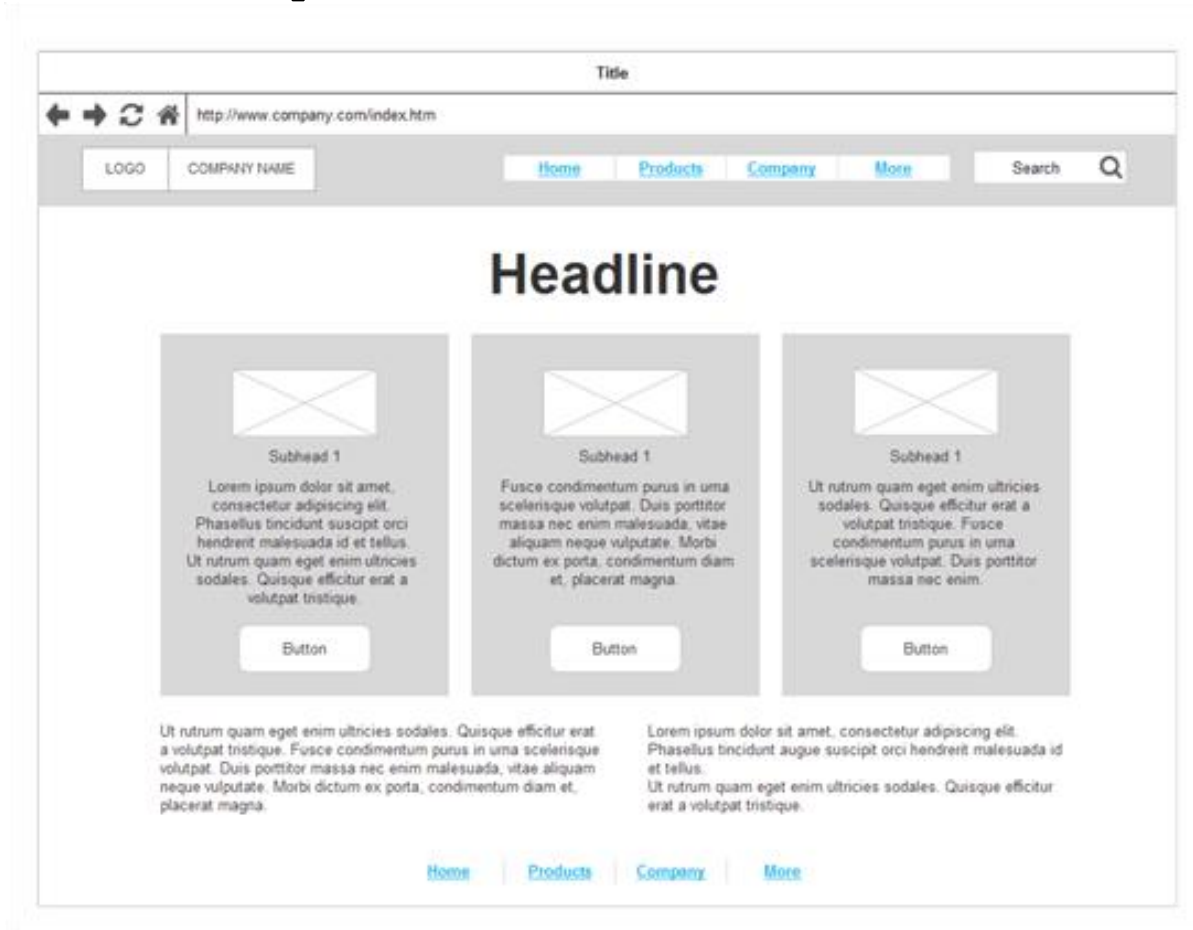 Title
http://www.company.com/index.htm
LOGO COMPANY NAME Home Products Company More Search
Headline
Subhead 1
Lorem ipsum dolor sit amet,
consectetur adipiscing elit.
Phasellus tincidunt suscipit orci
hendrerit malesuada id et tellus.
Ut rutrum quam eget enim ultricies
sodales. Quisque efficitur erat a
volutpat tristique.
Button
Subhead 1
Fusce condimentum purus in urna
scelerisque volutpat. Duis porttitor
massa nec enim malesuada, vitae
aliquam neque vulputate. Morbi
dictum ex porta, condimentum diam
et, placerat magna.
Button
Subhead 1
Ut rutrum quam eget enim ultricies
sodales. Quisque efficitur erat a
volutpat tristique. Fusce
condimentum purus in urna
scelerisque volutpat. Duis porttitor
massa nec enim.
Button
Ut rutrum quam eget enim ultricies sodales. Quisque efficitur erat
a volutpat tristique. Fusce condimentum purus in urna scelerisque
volutpat. Duis porttitor massa nec enim malesuada, vitae aliquam
neque vulputate. Morbi dictum ex porta, condimentum diam et,
placerat magna.
Lorem ipsum dolor sit amet, consectetur adipiscing elit.
Phasellus tincidunt augue suscipit orci hendrerit malesuada id
et tellus.
Ut rutrum quam eget enim ultricies sodales. Quisque efficitur
erat a volutpat tristique.
Home Products Company More